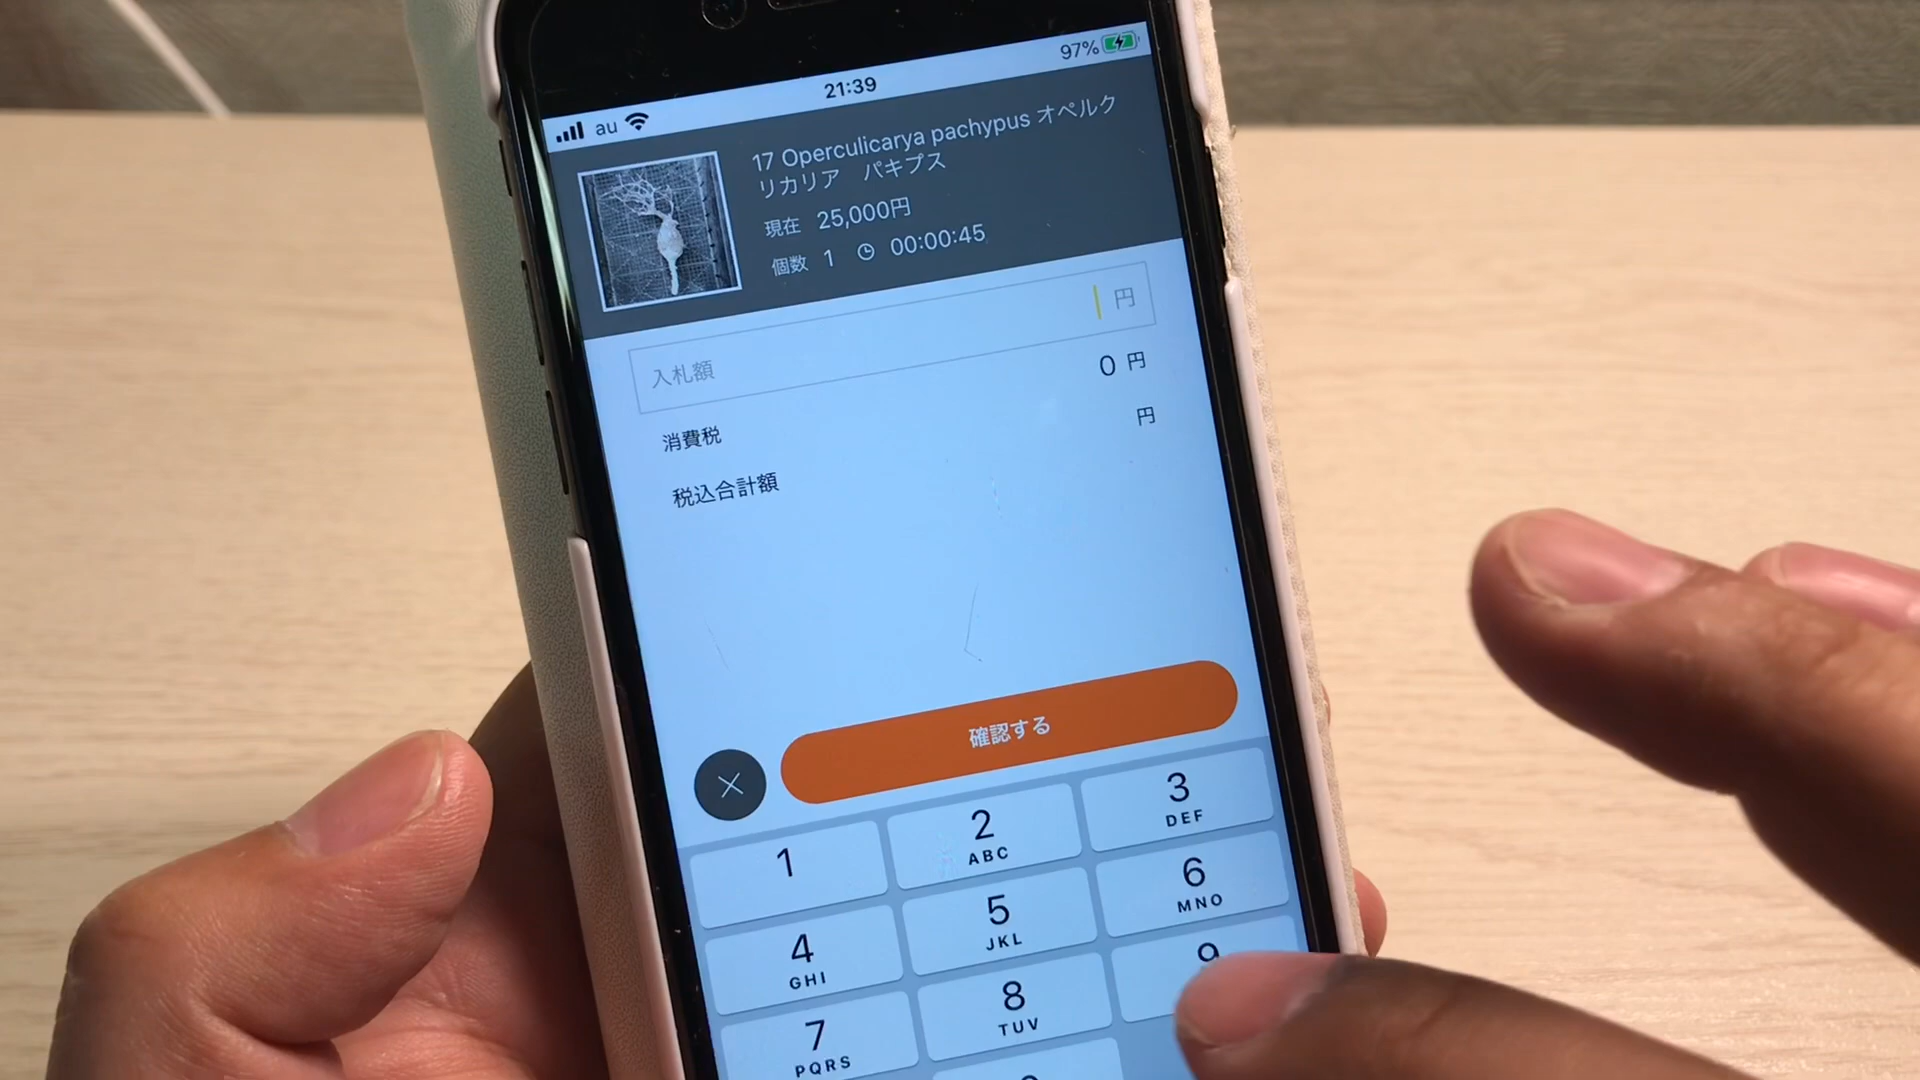 au 21:39 97%
17 Operculicarya pachypus オペルク
リカリア パキプス
現在 25,000円
個数 1 00:00:45
入札額 円
消費税 0 円
税込合計額 円
確認する
1
2 ABC
3 DEF
4 GHI
5 JKL
6 MNO
7 PQRS
8 TUV
9